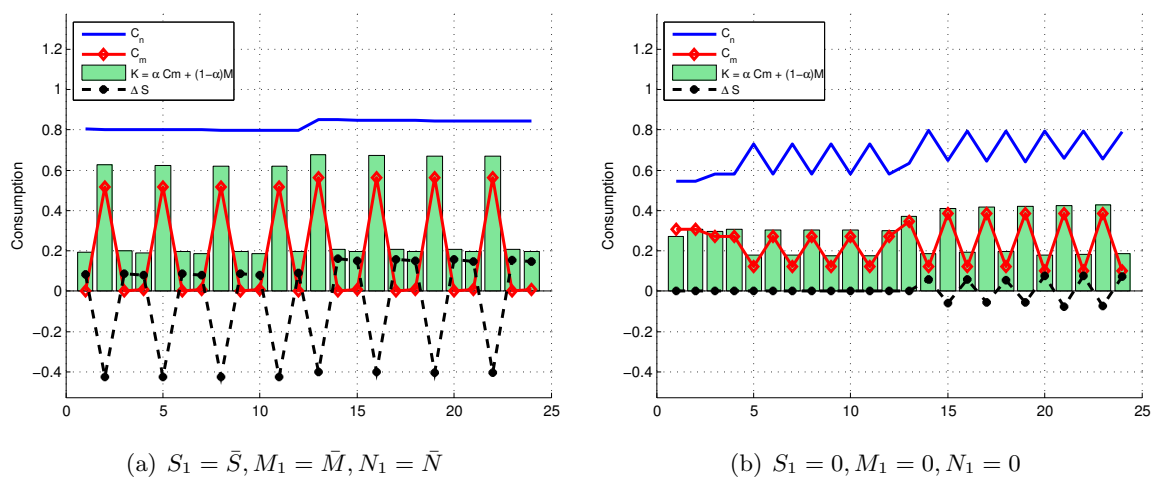 C_n
C_m
K = α Cm + (1−α)M
Δ S
Consumption
1.2
1
0.8
0.6
0.4
0.2
0
−0.2
−0.4
0 5 10 15 20 25
(a) S_1 = S̄, M_1 = M̄, N_1 = N̄
C_n
C_m
K = α Cm + (1−α)M
Δ S
Consumption
1.2
1
0.8
0.6
0.4
0.2
0
−0.2
−0.4
0 5 10 15 20 25
(b) S_1 = 0, M_1 = 0, N_1 = 0